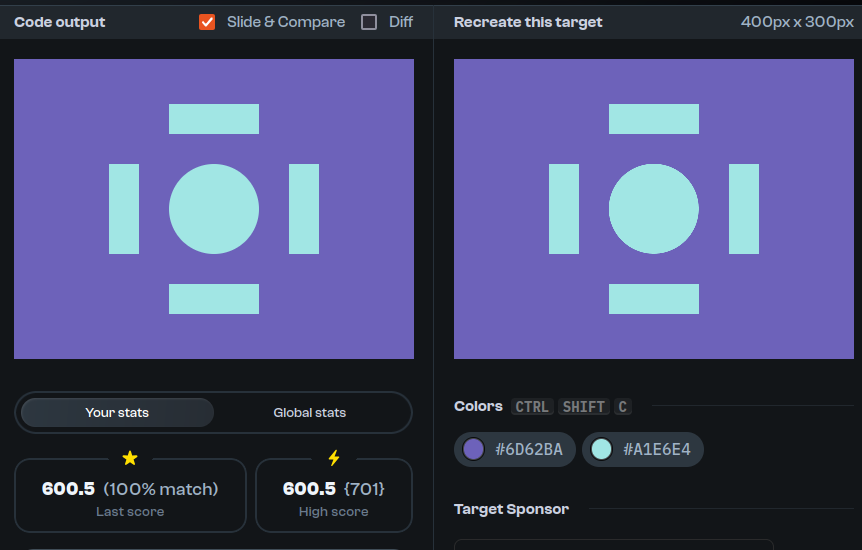 Code output
Slide & Compare
Diff
Recreate this target
400px x 300px
Your stats
Global stats
600.5 (100% match)
Last score
600.5 {701}
High score
Colors CTRL SHIFT C
#6D62BA
#A1E6E4
Target Sponsor